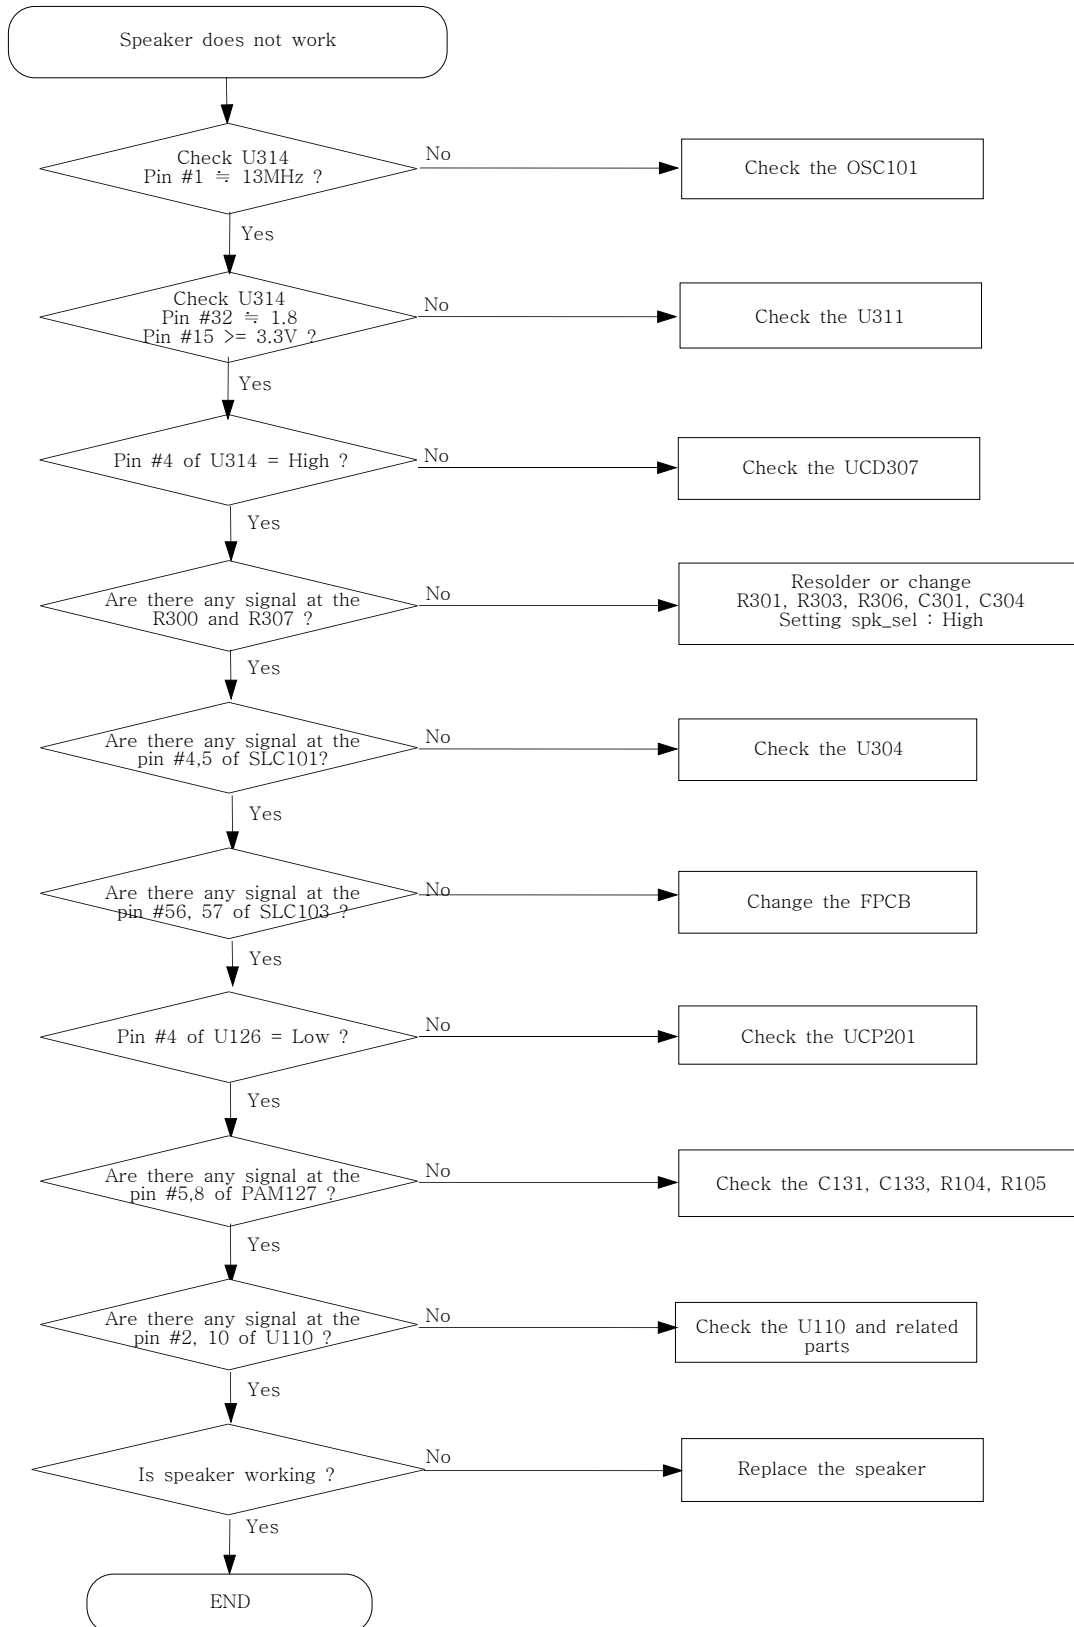 Speaker does not work
Check U314
Pin #1 ≒ 13MHz ?
No
Check the OSC101
Yes
Check U314
Pin #32 ≒ 1.8
Pin #15 >= 3.3V ?
No
Check the U311
Yes
Pin #4 of U314 = High ?
No
Check the UCD307
Yes
Are there any signal at the
R300 and R307 ?
No
Resolder or change
R301, R303, R306, C301, C304
Setting spk_sel : High
Yes
Are there any signal at the
pin #4,5 of SLC101?
No
Check the U304
Yes
Are there any signal at the
pin #56, 57 of SLC103 ?
No
Change the FPCB
Yes
Pin #4 of U126 = Low ?
No
Check the UCP201
Yes
Are there any signal at the
pin #5,8 of PAM127 ?
No
Check the C131, C133, R104, R105
Yes
Are there any signal at the
pin #2, 10 of U110 ?
No
Check the U110 and related
parts
Yes
Is speaker working ?
No
Replace the speaker
Yes
END